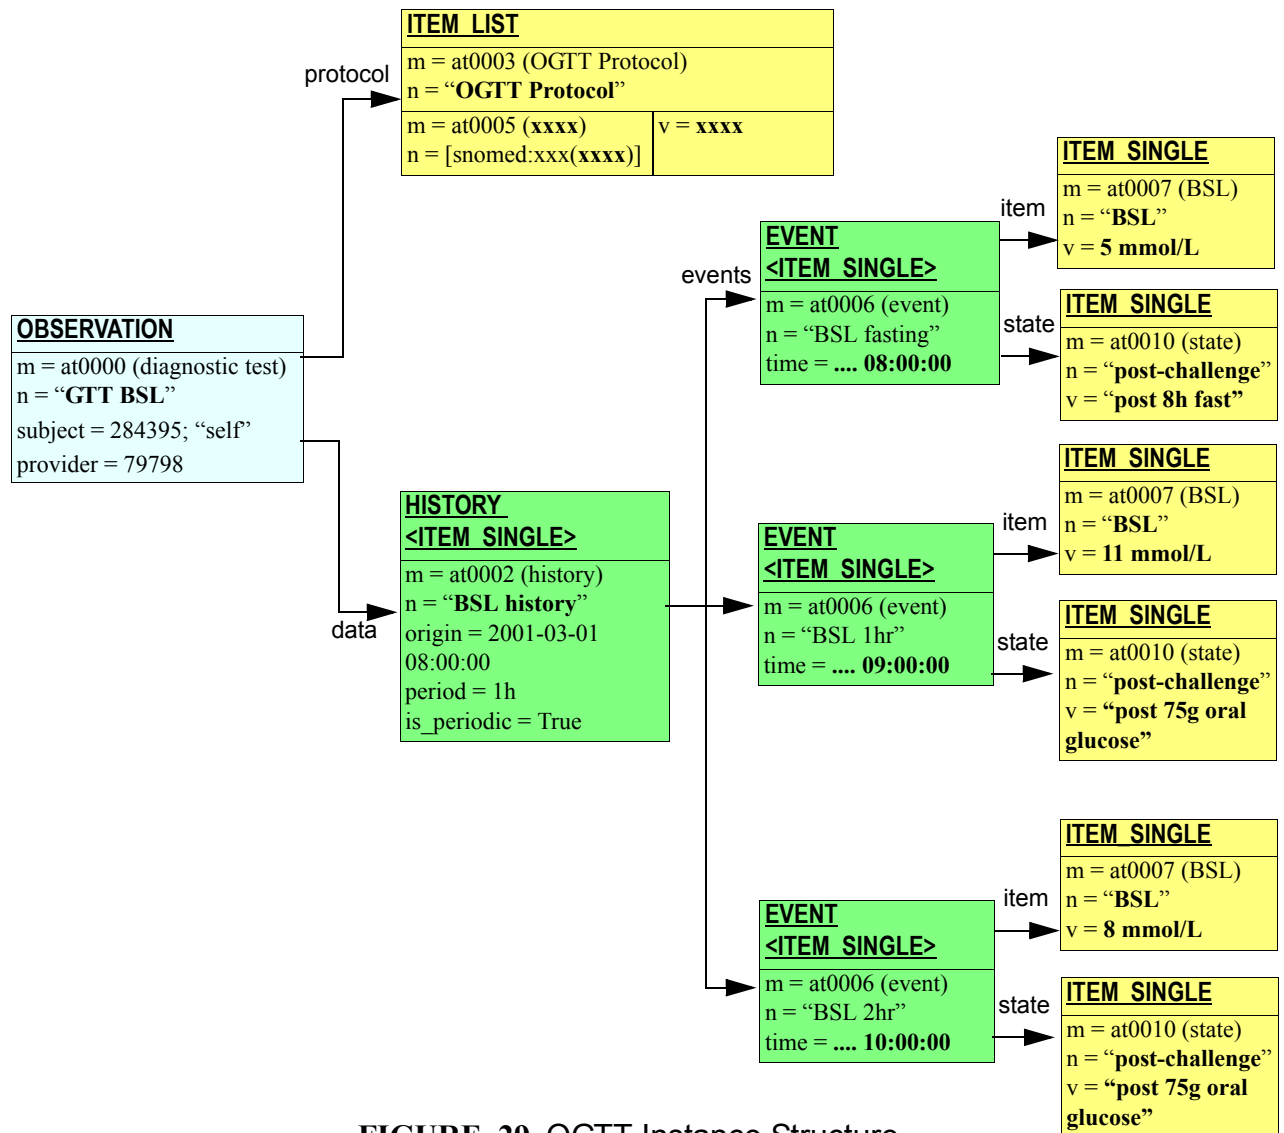 ITEM_LIST
m = at0003 (OGTT Protocol)
n = “OGTT Protocol”
m = at0005 (xxxx)
n = [snomed:xxx(xxxx)]
v = xxxx
protocol
OBSERVATION
m = at0000 (diagnostic test)
n = “GTT BSL”
subject = 284395; “self”
provider = 79798
data
HISTORY
<ITEM_SINGLE>
m = at0002 (history)
n = “BSL history”
origin = 2001-03-01
08:00:00
period = 1h
is_periodic = True
events
EVENT
<ITEM_SINGLE>
m = at0006 (event)
n = “BSL fasting”
time = .... 08:00:00
item
ITEM_SINGLE
m = at0007 (BSL)
n = “BSL”
v = 5 mmol/L
state
ITEM_SINGLE
m = at0010 (state)
n = “post-challenge”
v = “post 8h fast”
EVENT
<ITEM_SINGLE>
m = at0006 (event)
n = “BSL 1hr”
time = .... 09:00:00
item
ITEM_SINGLE
m = at0007 (BSL)
n = “BSL”
v = 11 mmol/L
state
ITEM_SINGLE
m = at0010 (state)
n = “post-challenge”
v = “post 75g oral
glucose”
EVENT
<ITEM_SINGLE>
m = at0006 (event)
n = “BSL 2hr”
time = .... 10:00:00
item
ITEM_SINGLE
m = at0007 (BSL)
n = “BSL”
v = 8 mmol/L
state
ITEM_SINGLE
m = at0010 (state)
n = “post-challenge”
v = “post 75g oral
glucose”
FIGURE 29 OGTT Instance Structure